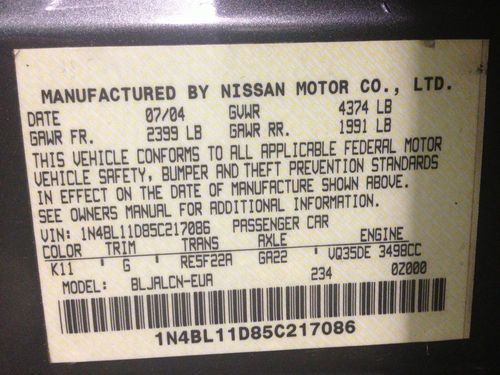 MANUFACTURED BY NISSAN MOTOR CO., LTD.
DATE 07/04 GVWR 4374 LB
GAWR FR. 2399 LB GAWR RR. 1991 LB
THIS VEHICLE CONFORMS TO ALL APPLICABLE FEDERAL MOTOR
VEHICLE SAFETY, BUMPER AND THEFT PREVENTION STANDARDS
IN EFFECT ON THE DATE OF MANUFACTURE SHOWN ABOVE.
SEE OWNERS MANUAL FOR ADDITIONAL INFORMATION.
VIN: 1N4BL11D85C217086 PASSENGER CAR
COLOR TRIM TRANS AXLE ENGINE
K11 G RE5F22A GA22 VQ35DE 3498CC
MODEL: BLJALCN-EUA 234 0Z000
1N4BL11D85C217086